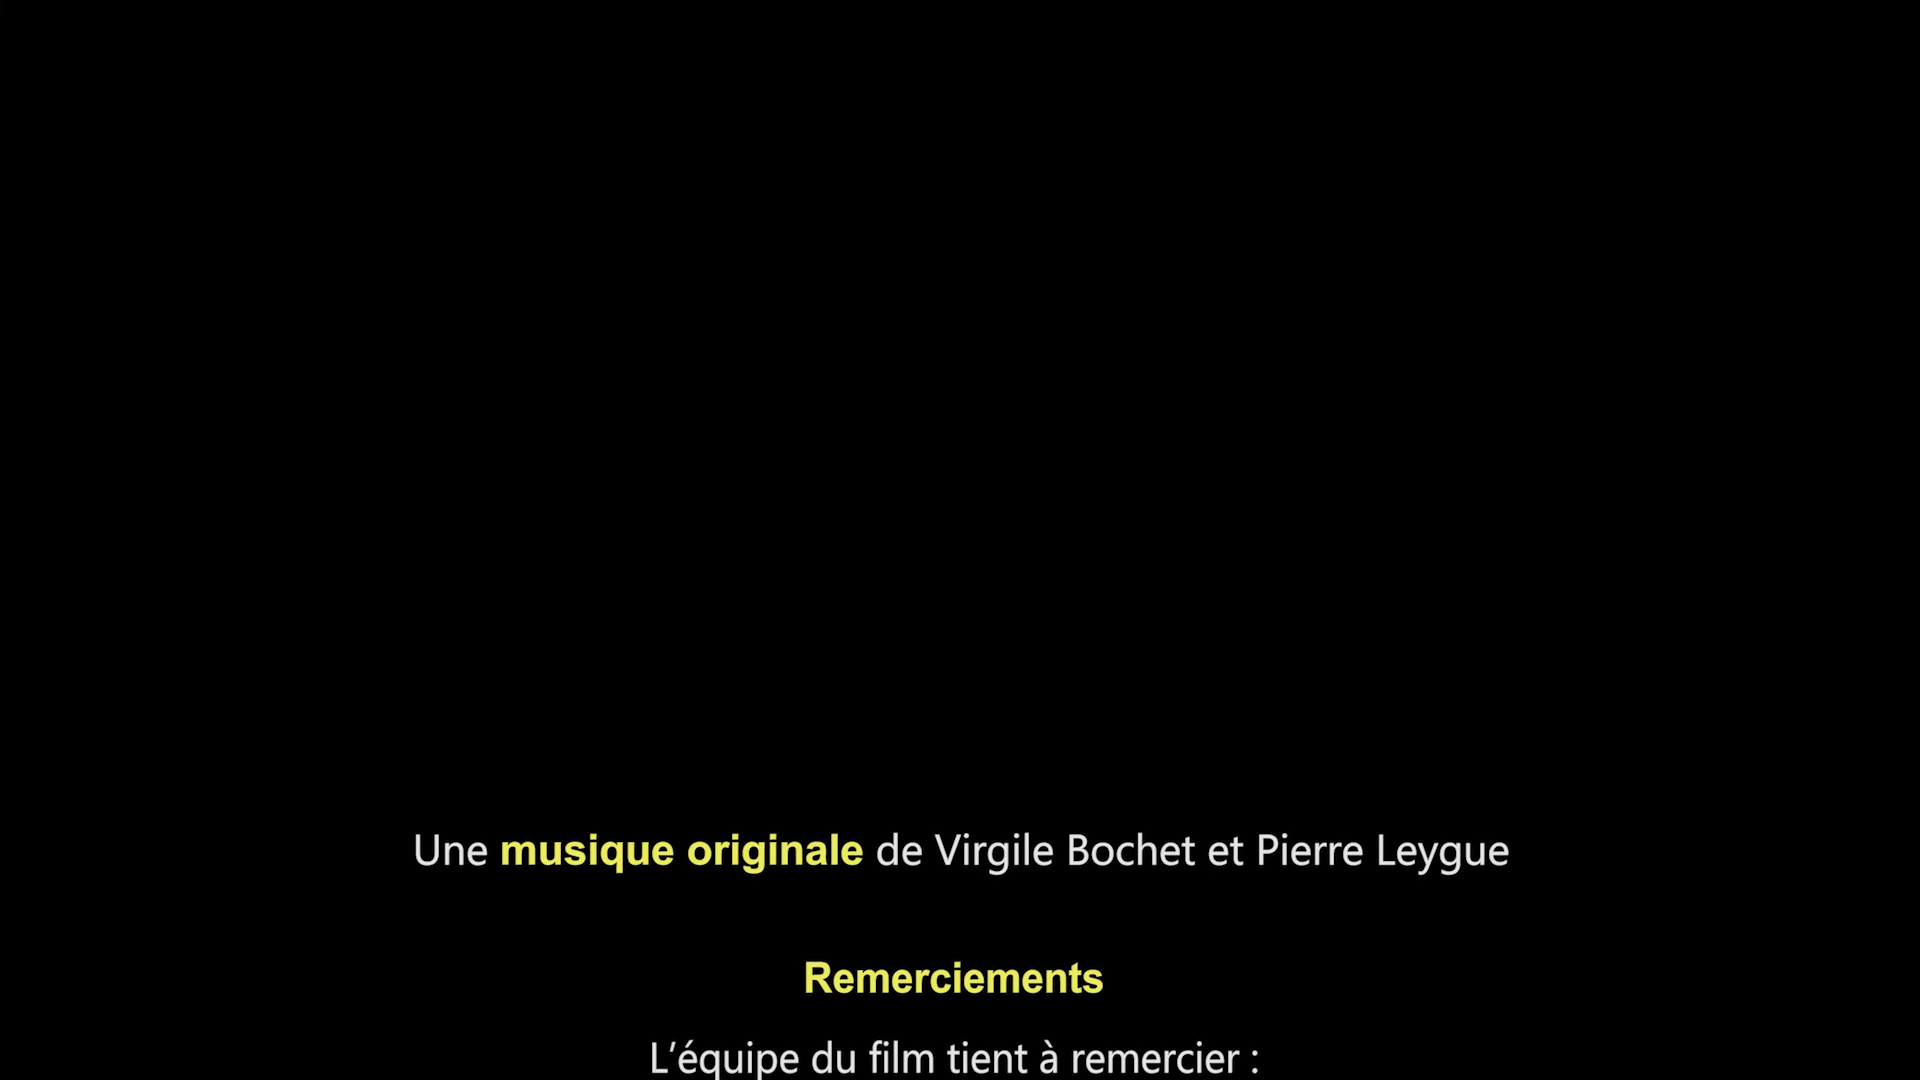 Une musique originale de Virgile Bochet et Pierre Leygue
Remerciements
L’équipe du film tient à remercier :